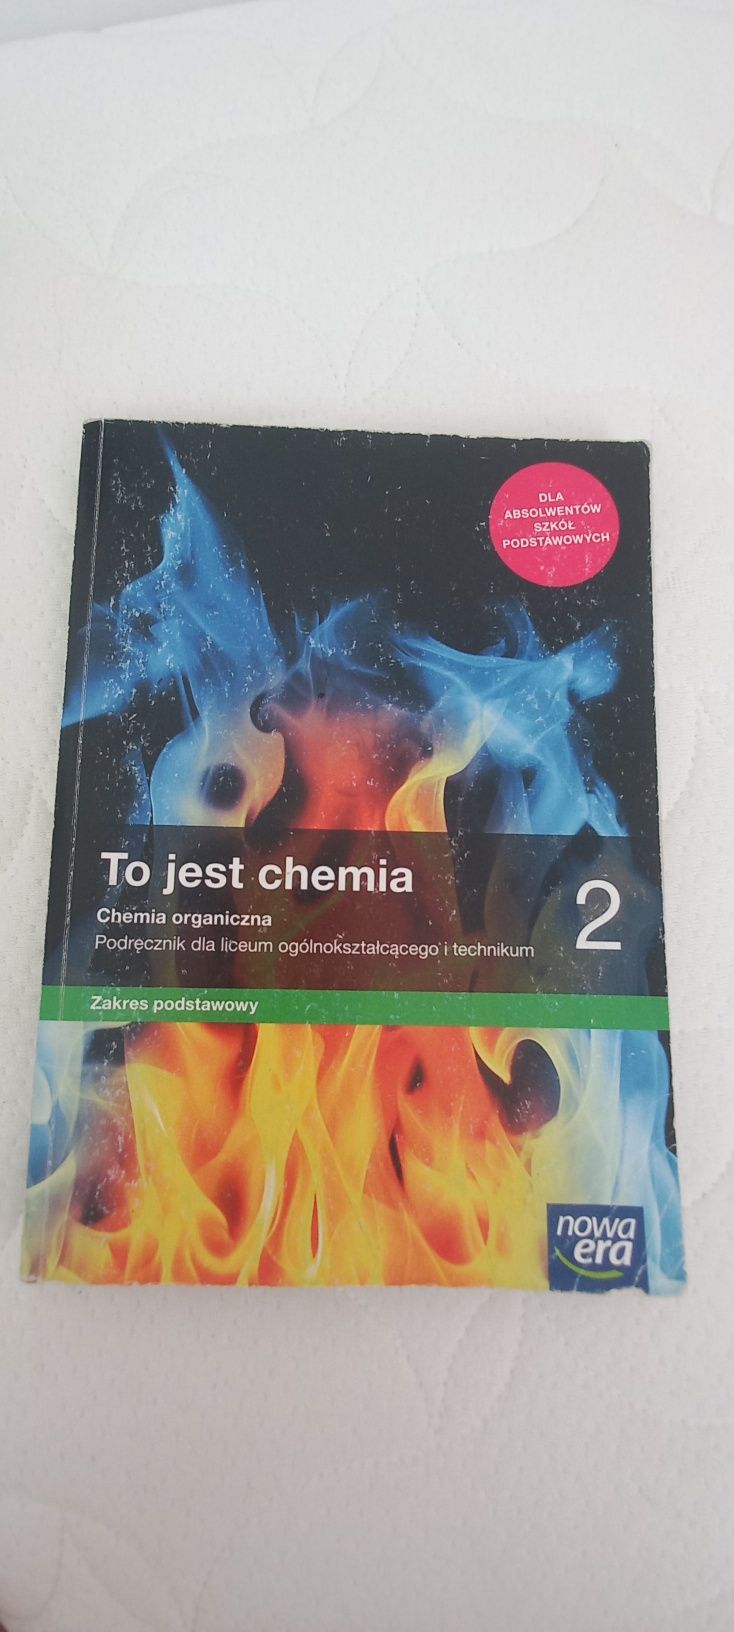 DLA
ABSOLWENTÓW
SZKÓŁ
PODSTAWOWYCH
To jest chemia
2
Chemia organiczna
Podręcznik dla liceum ogólnokształcącego i technikum
Zakres podstawowy
nowa
era